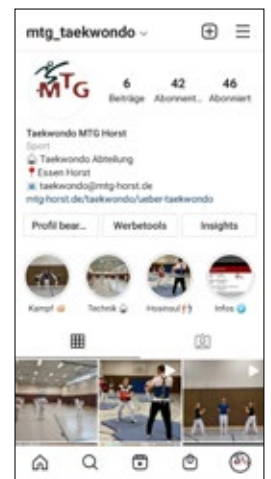 mtg_taekwondo
MTG
6 42 46
Beiträge Abonnent... Abonniert
Taekwondo MTG Horst
Sport
Taekwondo Abteilung
Essen Horst
taekwondo@mtg-horst.de
mtg-horst.de/taekwondo/ueber-taekwondo
Profil bear... Werbetools Insights
Kampf Technik Hosinsul Infos